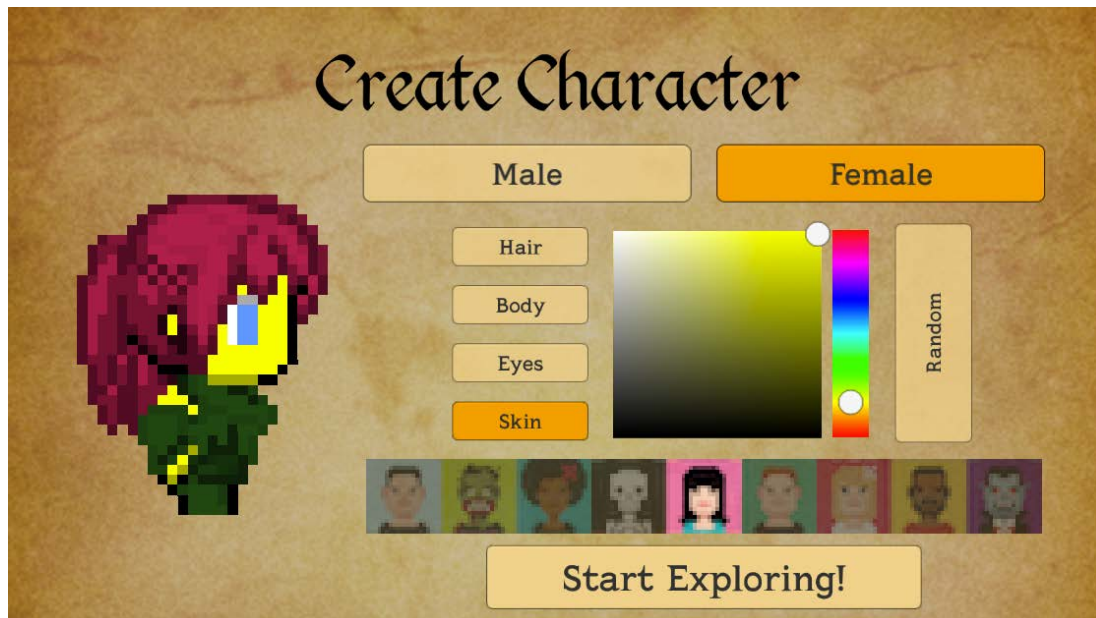 Create Character
Male
Female
Hair
Body
Eyes
Skin
Random
Start Exploring!